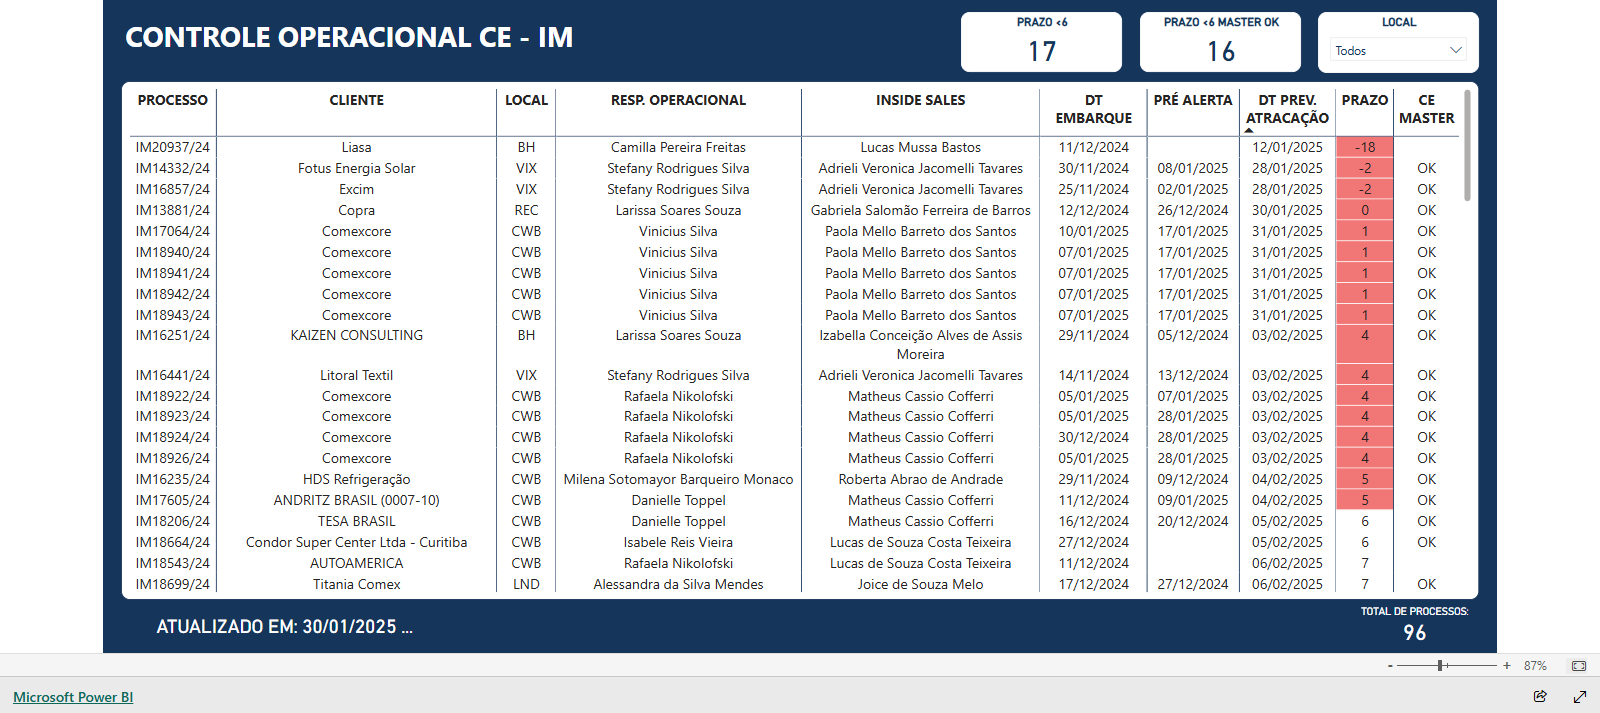 CONTROLE OPERACIONAL CE - IM
PRAZO <6
17
PRAZO <6 MASTER OK
16
LOCAL
Todos
PROCESSO CLIENTE LOCAL RESP. OPERACIONAL INSIDE SALES DT EMBARQUE PRÉ ALERTA DT PREV. ATRACAÇÃO PRAZO CE MASTER
IM20937/24 Liasa BH Camilla Pereira Freitas Lucas Mussa Bastos 11/12/2024 12/01/2025 -18
IM14332/24 Fotus Energia Solar VIX Stefany Rodrigues Silva Adrieli Veronica Jacomelli Tavares 30/11/2024 08/01/2025 28/01/2025 -2 OK
IM16857/24 Excim VIX Stefany Rodrigues Silva Adrieli Veronica Jacomelli Tavares 25/11/2024 02/01/2025 28/01/2025 -2 OK
IM13881/24 Copra REC Larissa Soares Souza Gabriela Salomão Ferreira de Barros 12/12/2024 26/12/2024 30/01/2025 0 OK
IM17064/24 Comexcore CWB Vinicius Silva Paola Mello Barreto dos Santos 10/01/2025 17/01/2025 31/01/2025 1 OK
IM18940/24 Comexcore CWB Vinicius Silva Paola Mello Barreto dos Santos 07/01/2025 17/01/2025 31/01/2025 1 OK
IM18941/24 Comexcore CWB Vinicius Silva Paola Mello Barreto dos Santos 07/01/2025 17/01/2025 31/01/2025 1 OK
IM18942/24 Comexcore CWB Vinicius Silva Paola Mello Barreto dos Santos 07/01/2025 17/01/2025 31/01/2025 1 OK
IM18943/24 Comexcore CWB Vinicius Silva Paola Mello Barreto dos Santos 07/01/2025 17/01/2025 31/01/2025 1 OK
IM16251/24 KAIZEN CONSULTING BH Larissa Soares Souza Izabella Conceição Alves de Assis Moreira 29/11/2024 05/12/2024 03/02/2025 4 OK
IM16441/24 Litoral Textil VIX Stefany Rodrigues Silva Adrieli Veronica Jacomelli Tavares 14/11/2024 13/12/2024 03/02/2025 4 OK
IM18922/24 Comexcore CWB Rafaela Nikolofski Matheus Cassio Cofferri 05/01/2025 07/01/2025 03/02/2025 4 OK
IM18923/24 Comexcore CWB Rafaela Nikolofski Matheus Cassio Cofferri 05/01/2025 28/01/2025 03/02/2025 4 OK
IM18924/24 Comexcore CWB Rafaela Nikolofski Matheus Cassio Cofferri 30/12/2024 28/01/2025 03/02/2025 4 OK
IM18926/24 Comexcore CWB Rafaela Nikolofski Matheus Cassio Cofferri 05/01/2025 28/01/2025 03/02/2025 4 OK
IM16235/24 HDS Refrigeração CWB Milena Sotomayor Barqueiro Monaco Roberta Abrao de Andrade 29/11/2024 09/12/2024 04/02/2025 5 OK
IM17605/24 ANDRITZ BRASIL (0007-10) CWB Danielle Toppel Matheus Cassio Cofferri 11/12/2024 09/01/2025 04/02/2025 5 OK
IM18206/24 TESA BRASIL CWB Danielle Toppel Matheus Cassio Cofferri 16/12/2024 20/12/2024 05/02/2025 6 OK
IM18664/24 Condor Super Center Ltda - Curitiba CWB Isabele Reis Vieira Lucas de Souza Costa Teixeira 27/12/2024 05/02/2025 6 OK
IM18543/24 AUTOAMERICA CWB Rafaela Nikolofski Lucas de Souza Costa Teixeira 11/12/2024 06/02/2025 7
IM18699/24 Titania Comex LND Alessandra da Silva Mendes Joice de Souza Melo 17/12/2024 27/12/2024 06/02/2025 7 OK
ATUALIZADO EM: 30/01/2025 ...
TOTAL DE PROCESSOS:
96
- + 87%
Microsoft Power BI